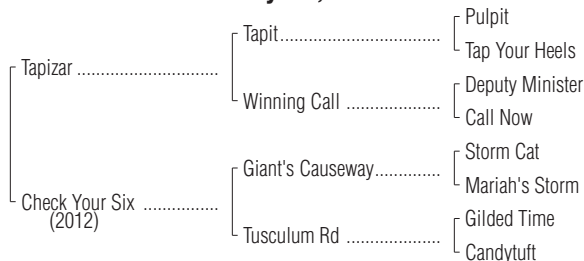 Pulpit
Tapit
Tap Your Heels
Tapizar
Deputy Minister
Winning Call
Call Now
Storm Cat
Giant's Causeway
Mariah's Storm
Check Your Six
(2012)
Gilded Time
Tusculum Rd
Candytuft